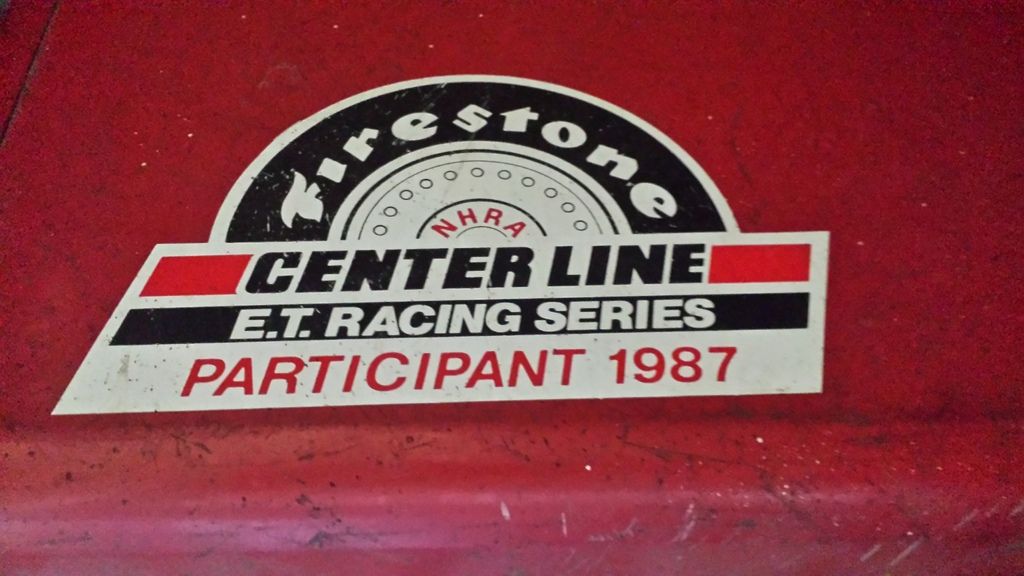 Firestone
NHRA
CENTER LINE
E.T. RACING SERIES
PARTICIPANT 1987